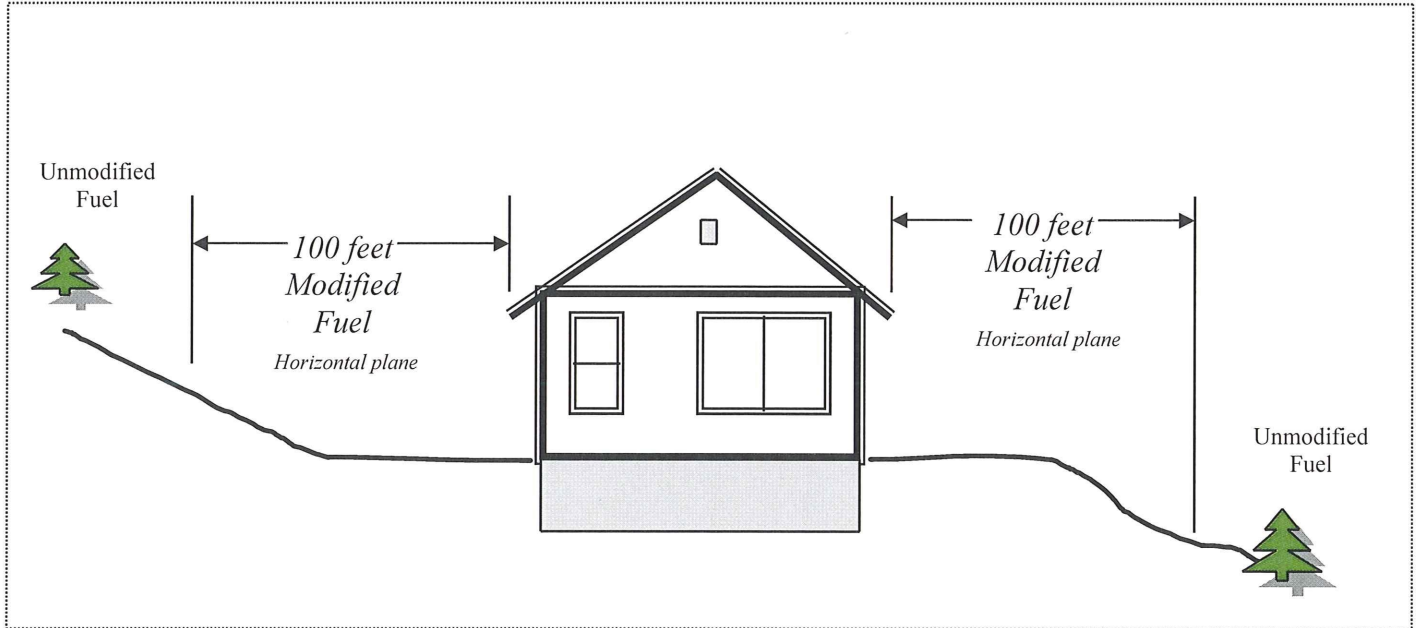 Unmodified
Fuel
100 feet
Modified
Fuel
Horizontal plane
100 feet
Modified
Fuel
Horizontal plane
Unmodified
Fuel